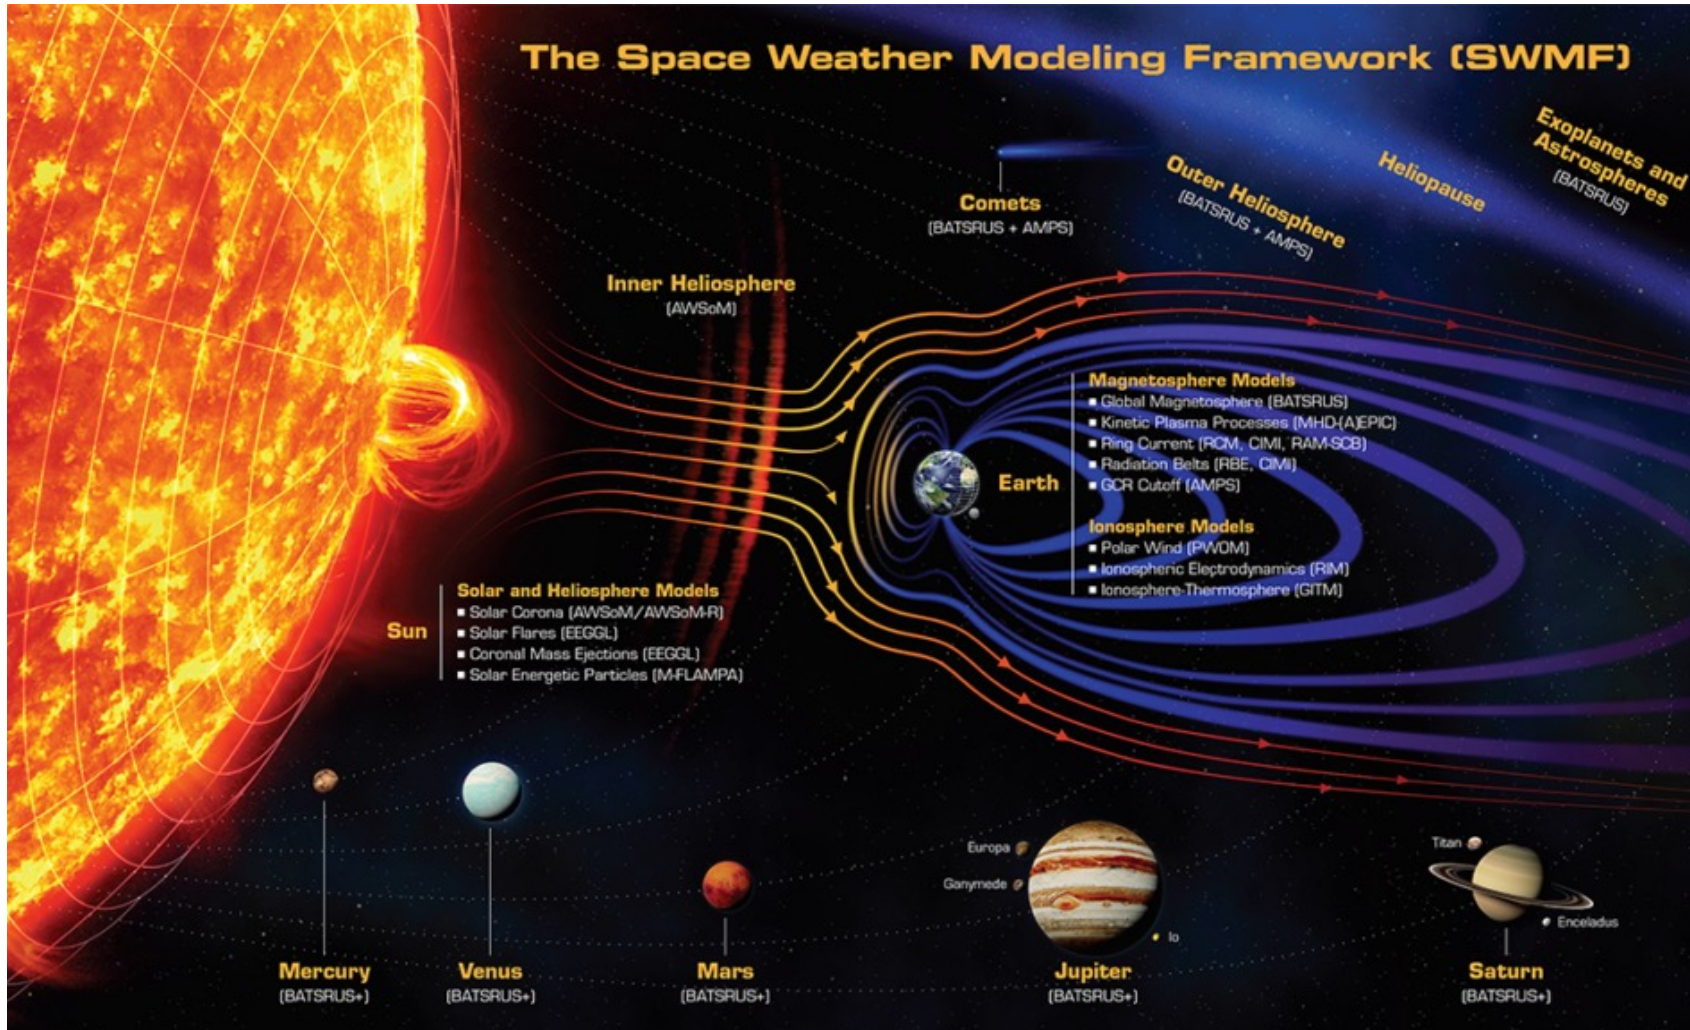 The Space Weather Modeling Framework (SWMF)
Exoplanets and
Astrospheres
(BATSRUS)
Heliopause
Outer Heliosphere
(BATSRUS + AMPS)
Comets
(BATSRUS + AMPS)
Inner Heliosphere
(AWSoM)
Earth
Magnetosphere Models
▪ Global Magnetosphere (BATSRUS)
▪ Kinetic Plasma Processes (MHD-(A)EPIC)
▪ Ring Current (RCM, CIMI, RAM-SCB)
▪ Radiation Belts (RBE, CIMI)
▪ GCR Cutoff (AMPS)
Ionosphere Models
▪ Polar Wind (PWOM)
▪ Ionospheric Electrodynamics (RIM)
▪ Ionosphere-Thermosphere (GITM)
Sun
Solar and Heliosphere Models
▪ Solar Corona (AWSoM/AWSoM-R)
▪ Solar Flares (EEGGL)
▪ Coronal Mass Ejections (EEGGL)
▪ Solar Energetic Particles (M-FLAMPA)
Mercury
(BATSRUS+)
Venus
(BATSRUS+)
Mars
(BATSRUS+)
Europa
Ganymede
Io
Jupiter
(BATSRUS+)
Titan
Enceladus
Saturn
(BATSRUS+)